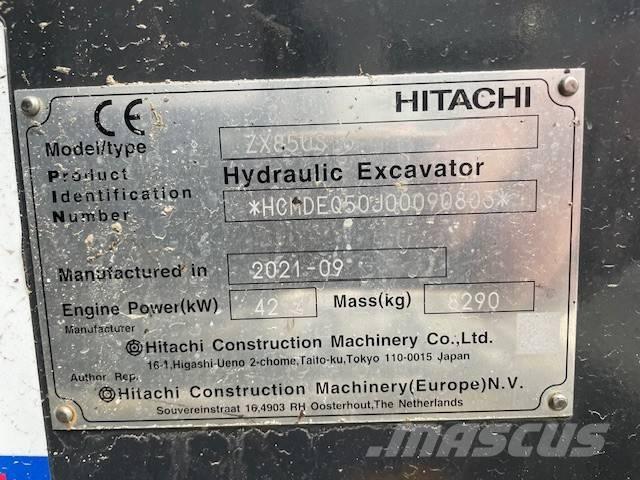 CE HITACHI
Model/type ZX85US
Product Hydraulic Excavator
Identification
Number
Manufactured in 2021-09
Engine Power(kW) 42 Mass(kg) 8290
Manufacturer
Hitachi Construction Machinery Co.,Ltd.
16-1,Higashi-Ueno 2-chome,Taito-ku,Tokyo 110-0015 Japan
Author Rep.
Hitachi Construction Machinery(Europe)N.V.
Souvereinstraat 16,4903 RH Oosterhout,The Netherlands
MASCUS